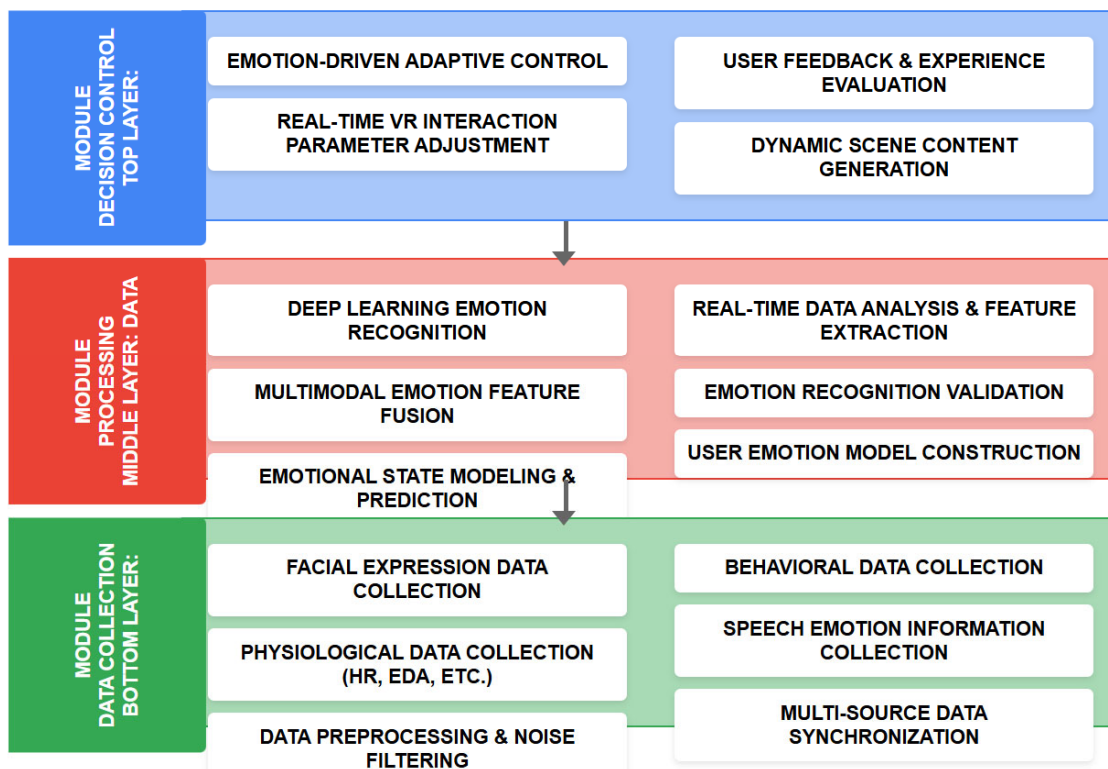 MODULE
DECISION CONTROL
TOP LAYER:
EMOTION-DRIVEN ADAPTIVE CONTROL
REAL-TIME VR INTERACTION
PARAMETER ADJUSTMENT
USER FEEDBACK & EXPERIENCE
EVALUATION
DYNAMIC SCENE CONTENT
GENERATION
MODULE
PROCESSING
MIDDLE LAYER: DATA
DEEP LEARNING EMOTION
RECOGNITION
MULTIMODAL EMOTION FEATURE
FUSION
EMOTIONAL STATE MODELING &
PREDICTION
REAL-TIME DATA ANALYSIS & FEATURE
EXTRACTION
EMOTION RECOGNITION VALIDATION
USER EMOTION MODEL CONSTRUCTION
MODULE
DATA COLLECTION
BOTTOM LAYER:
FACIAL EXPRESSION DATA
COLLECTION
PHYSIOLOGICAL DATA COLLECTION
(HR, EDA, ETC.)
DATA PREPROCESSING & NOISE
FILTERING
BEHAVIORAL DATA COLLECTION
SPEECH EMOTION INFORMATION
COLLECTION
MULTI-SOURCE DATA
SYNCHRONIZATION